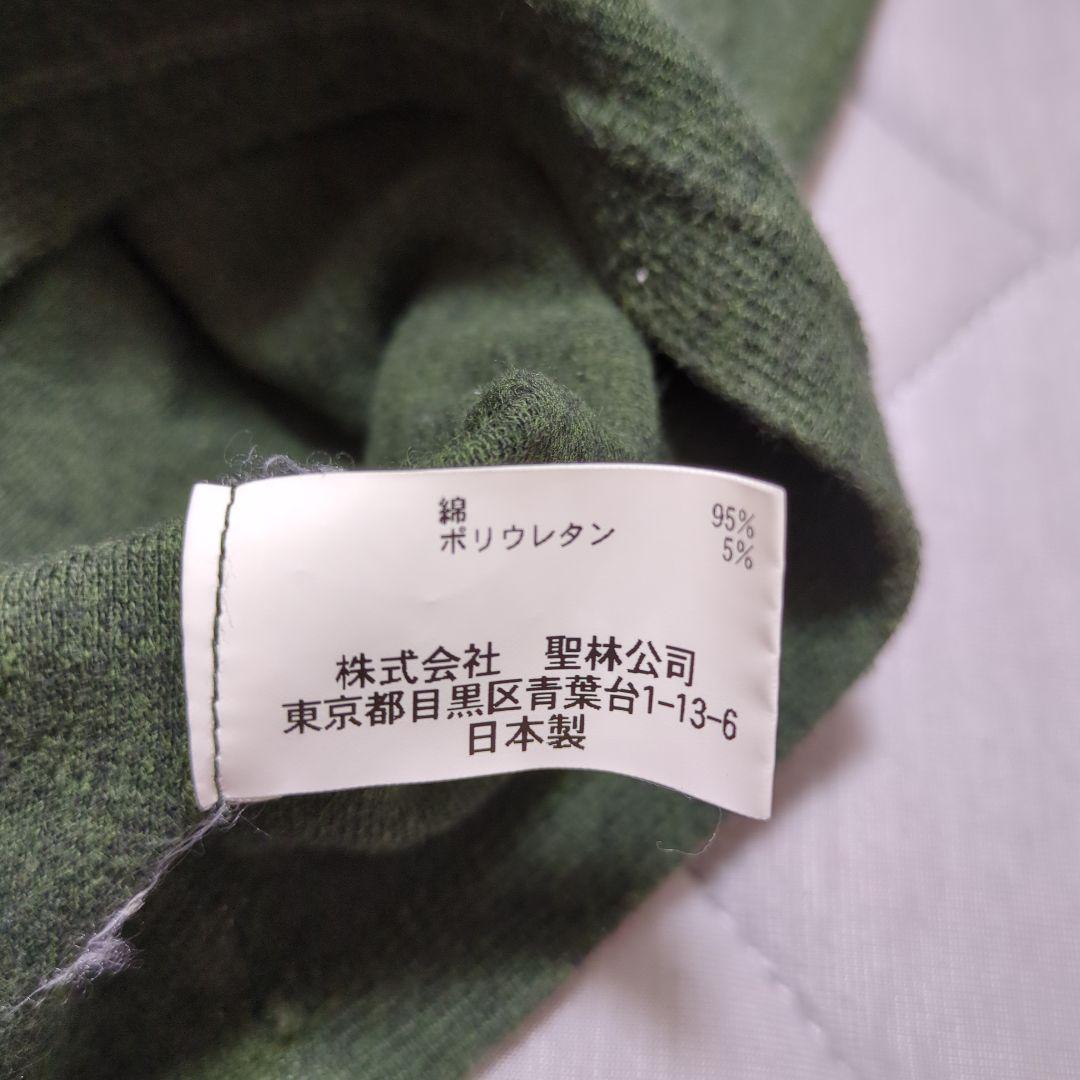 綿 95%
ポリウレタン 5%
株式会社 聖林公司
東京都目黒区青葉台1-13-6
日本製